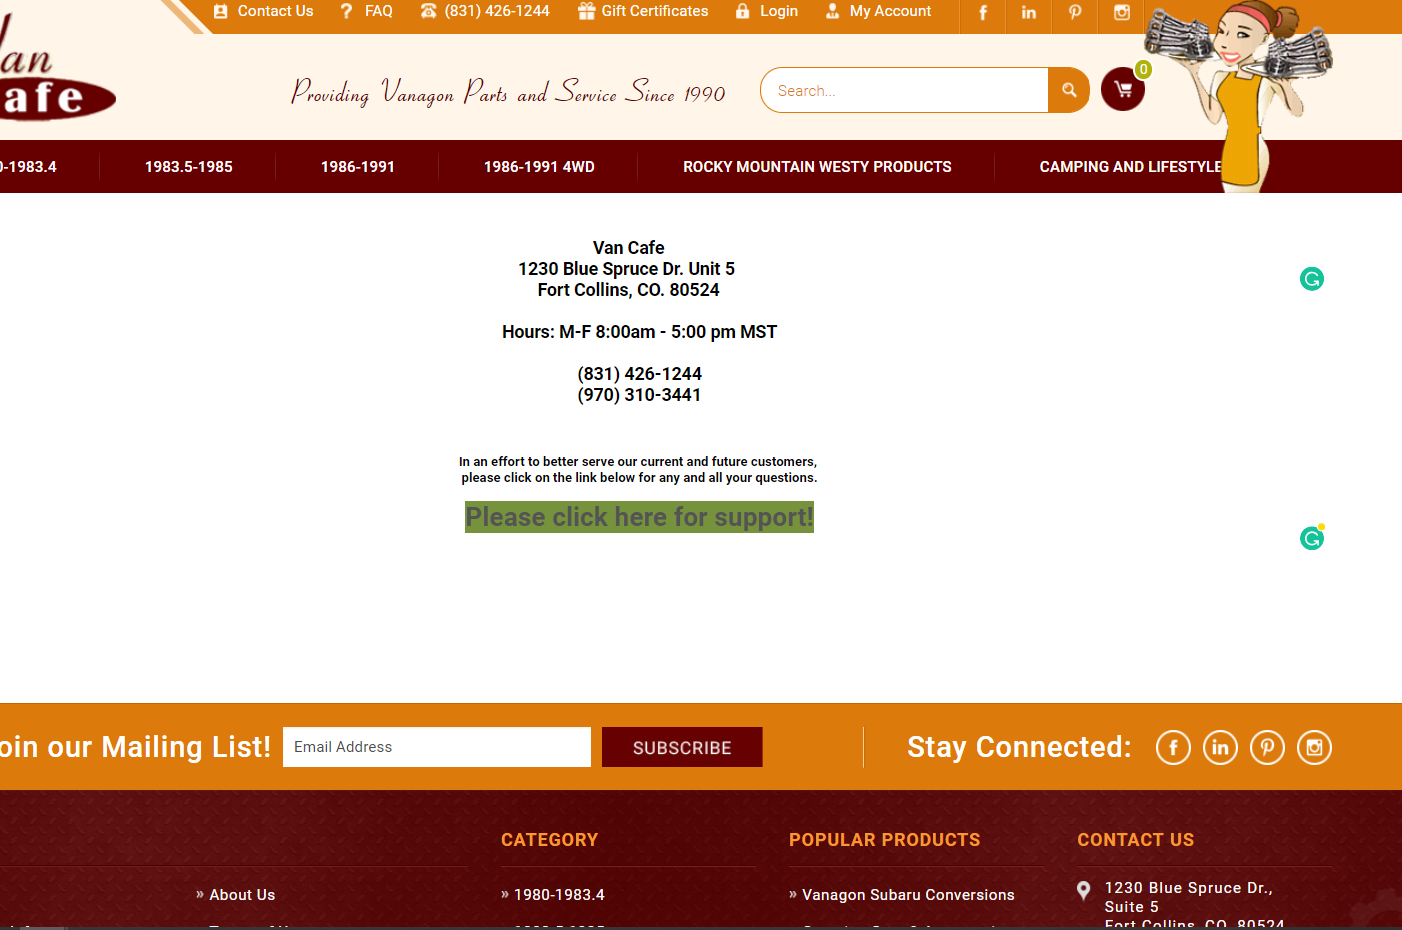 Contact Us
FAQ
(831) 426-1244
Gift Certificates
Login
My Account
an
afe
Providing Vanagon Parts and Service Since 1990
Search...
0
0-1983.4
1983.5-1985
1986-1991
1986-1991 4WD
ROCKY MOUNTAIN WESTY PRODUCTS
CAMPING AND LIFESTYLE
Van Cafe
1230 Blue Spruce Dr. Unit 5
Fort Collins, CO. 80524
Hours: M-F 8:00am - 5:00 pm MST
(831) 426-1244
(970) 310-3441
In an effort to better serve our current and future customers,
please click on the link below for any and all your questions.
Please click here for support!
oin our Mailing List!
Email Address
SUBSCRIBE
Stay Connected:
CATEGORY
POPULAR PRODUCTS
CONTACT US
» About Us
» 1980-1983.4
» Vanagon Subaru Conversions
1230 Blue Spruce Dr.,
Suite 5
Fort Collins, CO, 80524